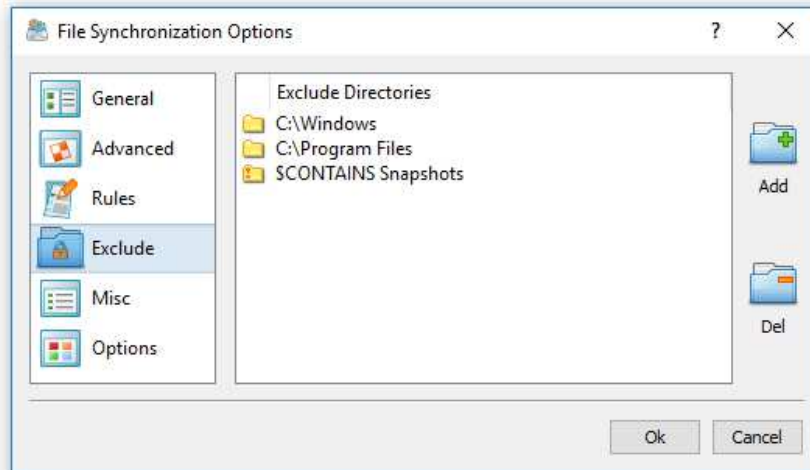 File Synchronization Options
?
General
Advanced
Rules
Exclude
Misc
Options
Exclude Directories
C:\Windows
C:\Program Files
$CONTAINS Snapshots
Add
Del
Ok
Cancel